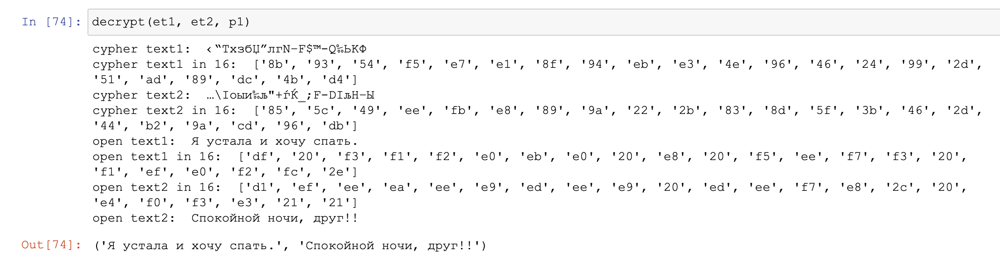 In [74]: decrypt(et1, et2, p1)
cypher text1:  ‹“TxзбЏ”лгN–F$™-Q‰ЬKФ
cypher text1 in 16:  ['8b', '93', '54', 'f5', 'e7', 'e1', '8f', '94', 'eb', 'e3', '4e', '96', '46', '24', '99', '2d',
'51', 'ad', '89', 'dc', '4b', 'd4']
cypher text2:  …\Iоыи‰љ"+ѓЌ_;F-DIљН–Ы
cypher text2 in 16:  ['85', '5c', '49', 'ee', 'fb', 'e8', '89', '9a', '22', '2b', '83', '8d', '5f', '3b', '46', '2d',
'44', 'b2', '9a', 'cd', '96', 'db']
open text1:  Я устала и хочу спать.
open text1 in 16:  ['df', '20', 'f3', 'f1', 'f2', 'e0', 'eb', 'e0', '20', 'e8', '20', 'f5', 'ee', 'f7', 'f3', '20',
'f1', 'ef', 'e0', 'f2', 'fc', '2e']
open text2 in 16:  ['d1', 'ef', 'ee', 'ea', 'ee', 'e9', 'ed', 'ee', 'e9', '20', 'ed', 'ee', 'f7', 'e8', '2c', '20',
'e4', 'f0', 'f3', 'e3', '21', '21']
open text2:  Спокойной ночи, друг!!
Out[74]: ('Я устала и хочу спать.', 'Спокойной ночи, друг!!')